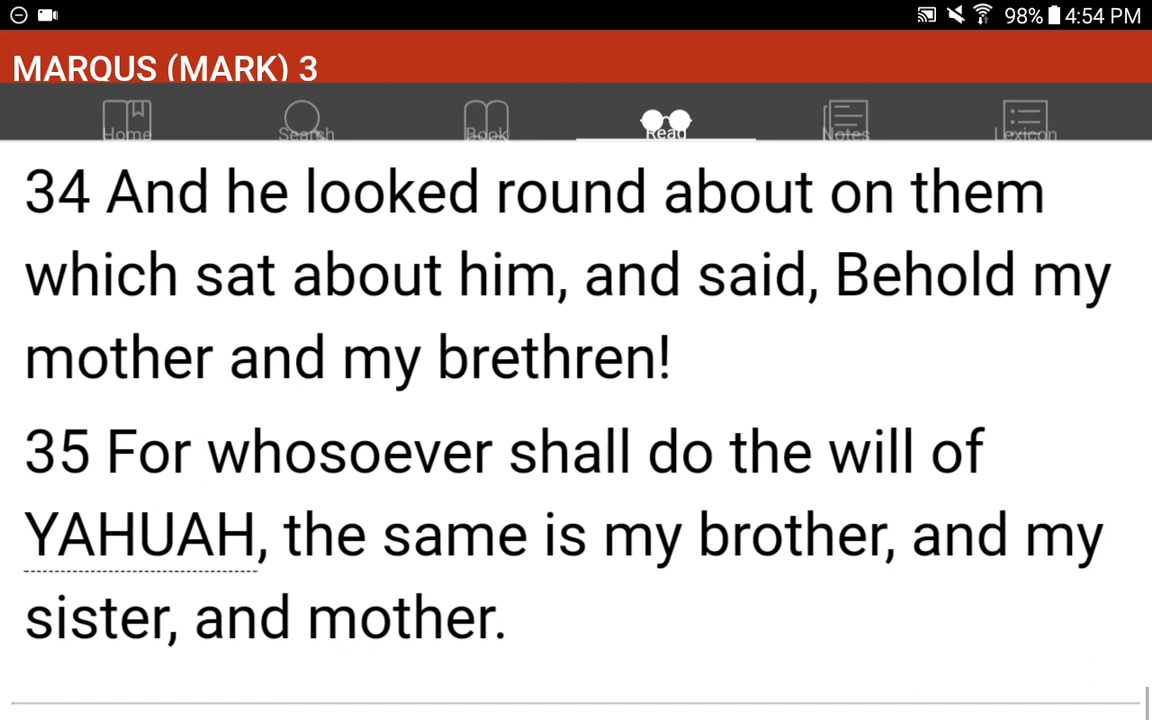 98% 4:54 PM
MARQUS (MARK) 3
Home Search Book Read Notes Lexicon
34 And he looked round about on them
which sat about him, and said, Behold my
mother and my brethren!
35 For whosoever shall do the will of
YAHUAH, the same is my brother, and my
sister, and mother.